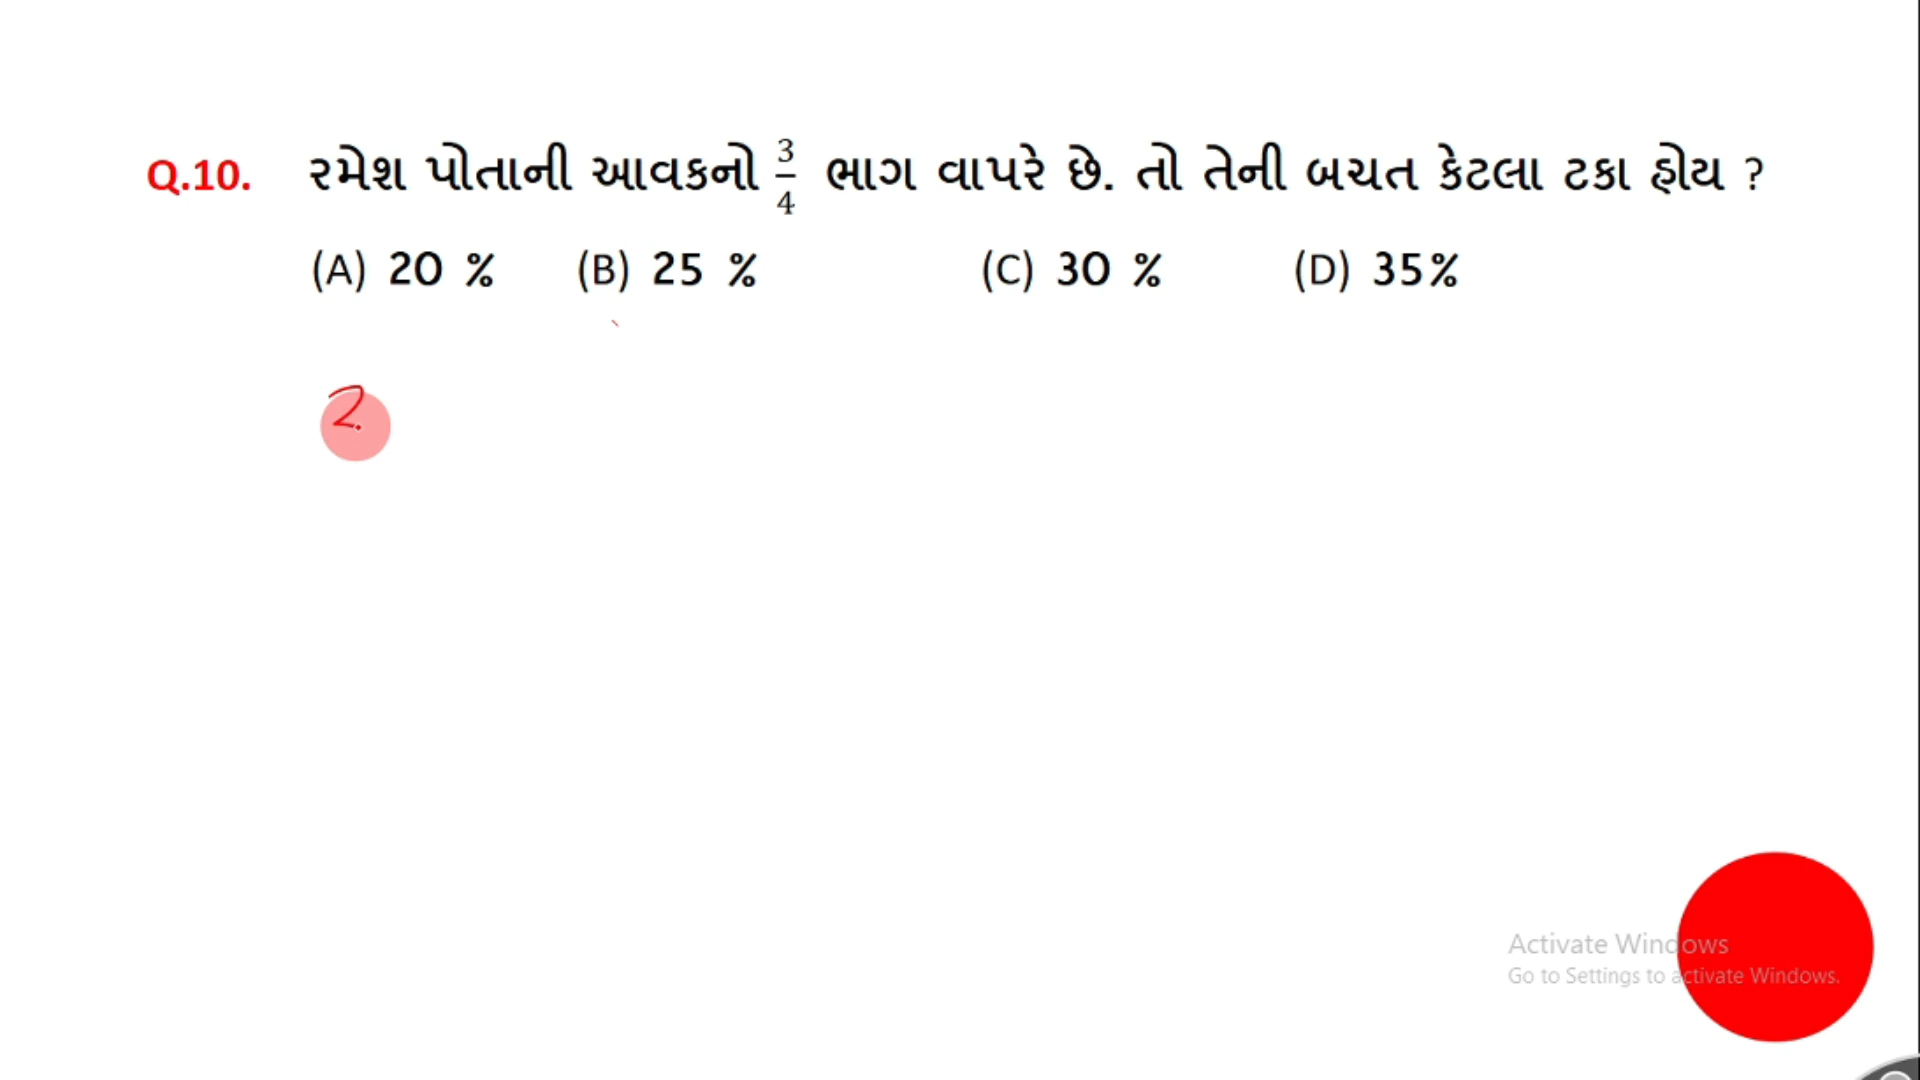 Q.10. રમેશ પોતાની આવકનો 3/4 ભાગ વાપરે છે. તો તેની બચત કેટલા ટકા હોય ?
(A) 20 % (B) 25 % (C) 30 % (D) 35%
2
Activate Windows
Go to Settings to activate Windows.